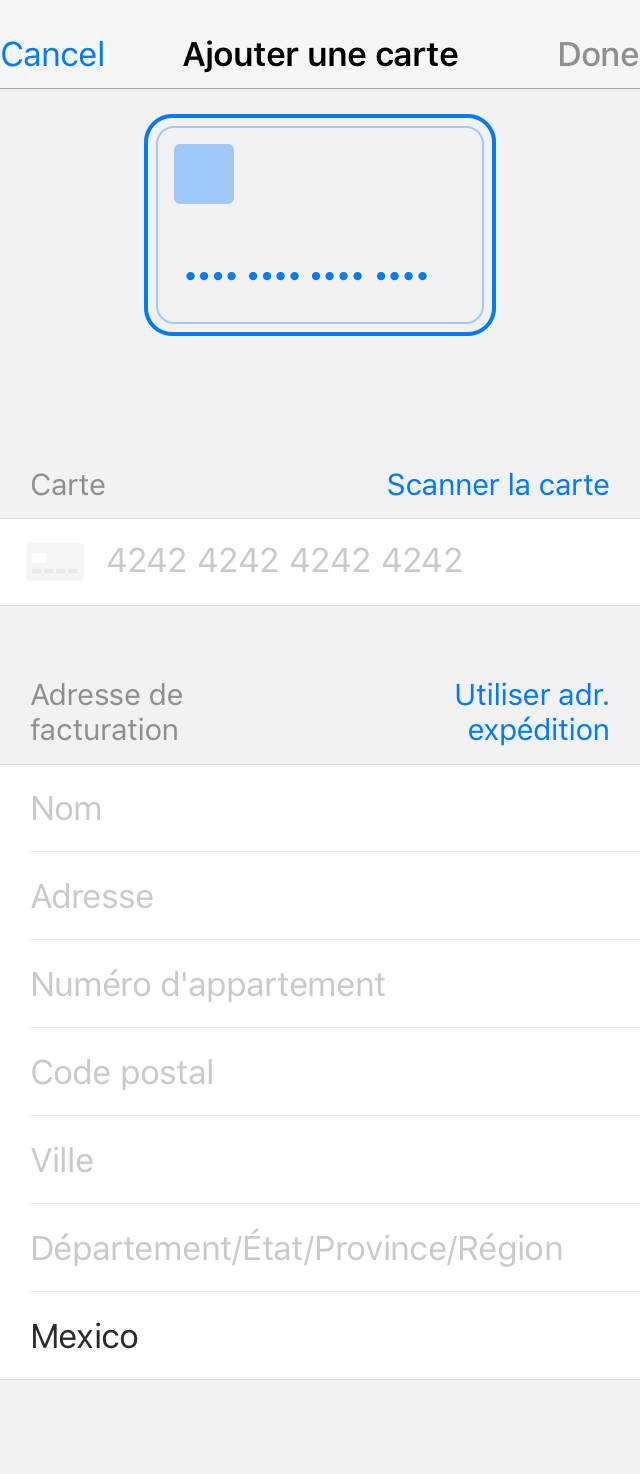 Cancel Ajouter une carte Done
•••• •••• •••• ••••
Carte Scanner la carte
4242 4242 4242 4242
Adresse de
facturation
Utiliser adr.
expédition
Nom
Adresse
Numéro d'appartement
Code postal
Ville
Département/État/Province/Région
Mexico